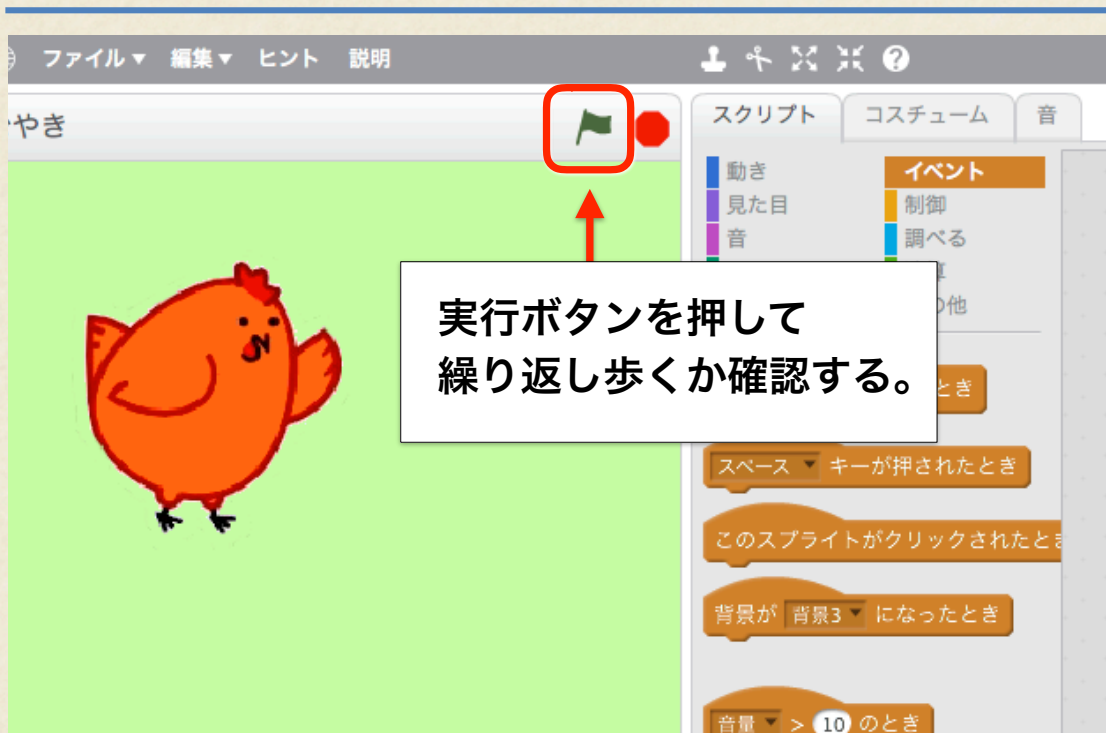 ファイル 編集 ヒント 説明
やき
スクリプト コスチューム 音
動き イベント
見た目 制御
音 調べる
他
実行ボタンを押して
繰り返し歩くか確認する。
とき
スペース キーが押されたとき
このスプライトがクリックされたとき
背景が 背景3 になったとき
音量 > 10 のとき